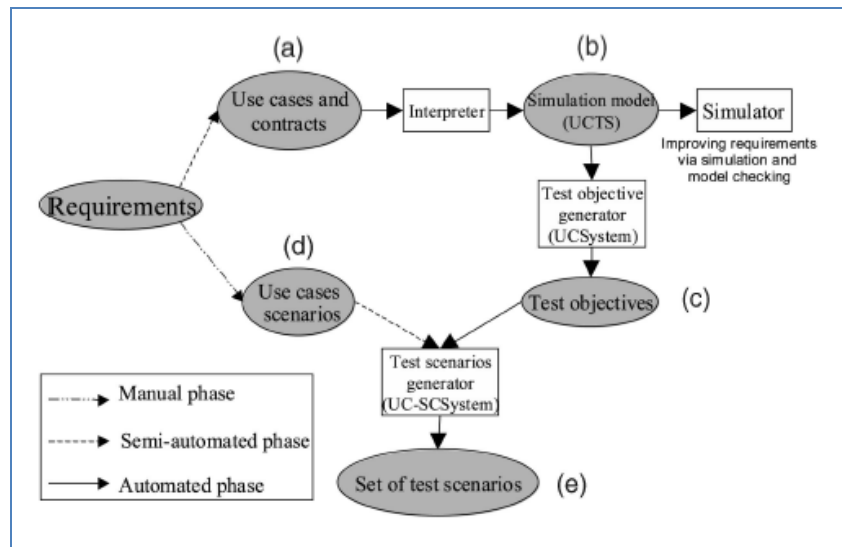 (a)
(b)
Use cases and
contracts
Interpreter
Simulation model
(UCTS)
Simulator
Improving requirements
via simulation and
model checking
Requirements
Test objective
generator
(UCSystem)
(d)
Use cases
scenarios
Test objectives
(c)
Test scenarios
generator
(UC-SCSystem)
Manual phase
Semi-automated phase
Automated phase
Set of test scenarios
(e)